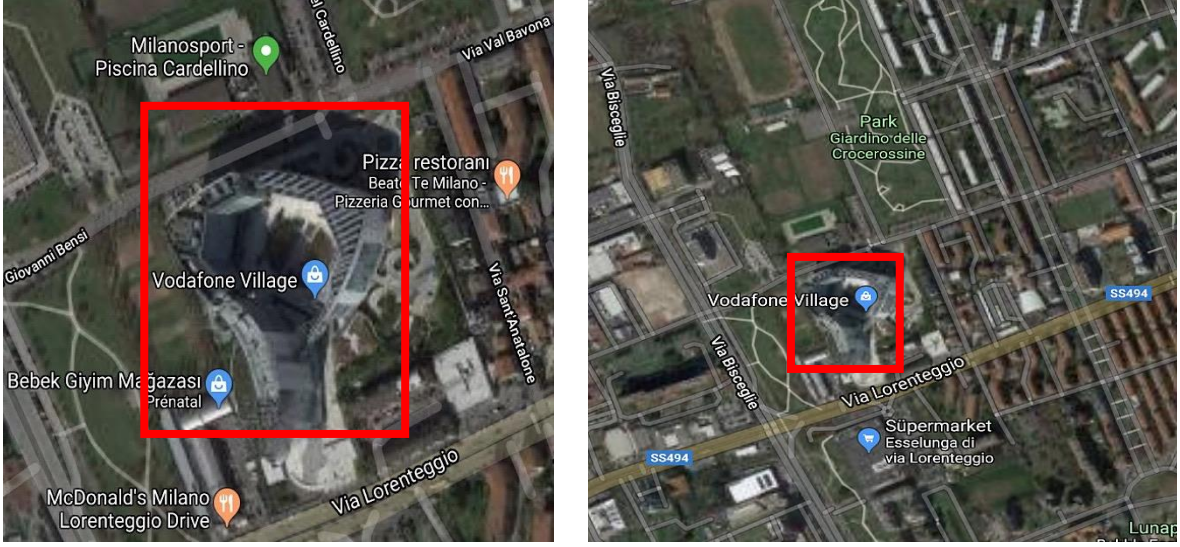 el Cardellino
Milanosport -
Piscina Cardellino
Via Val Bavona
Pizza restoranı
Beato Te Milano -
Pizzeria Gourmet con...
Giovanni Bensi
Vodafone Village
Via Sant'Anatalone
Bebek Giyim Mağazası
Prénatal
McDonald's Milano
Lorenteggio Drive
Via Lorenteggio
Via Bisceglie
Park
Giardino delle
Crocerossine
SS494
Vodafone Village
Via Bisceglie
Via Lorenteggio
Süpermarket
Esselunga di
via Lorenteggio
SS494
Lunap